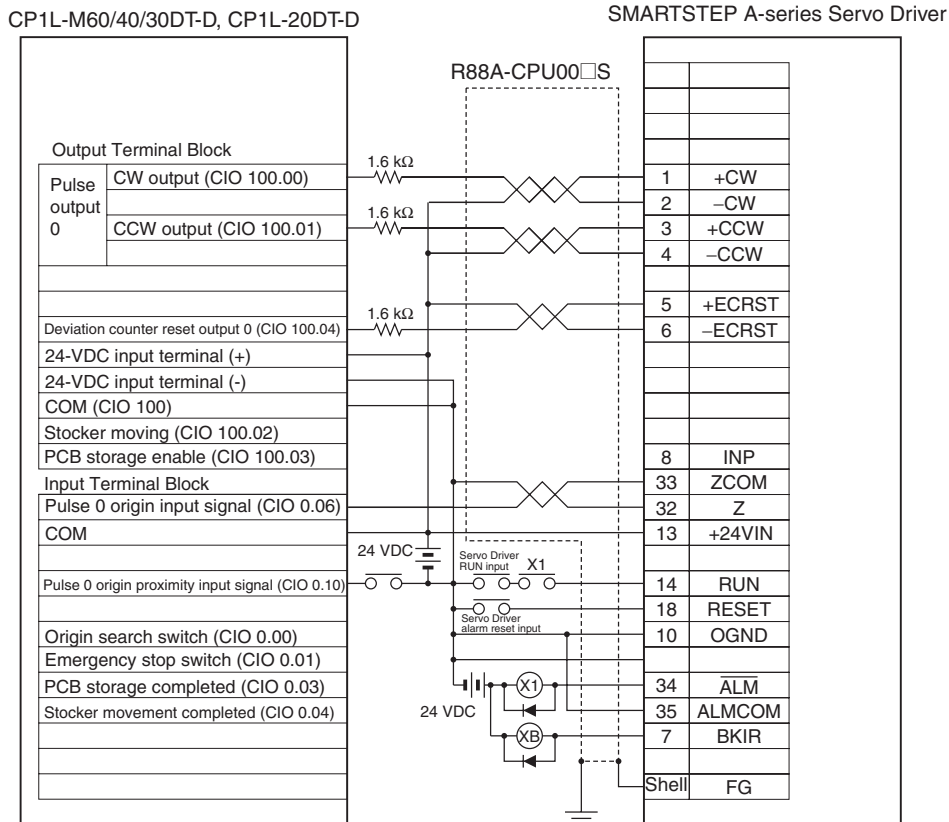 CP1L-M60/40/30DT-D, CP1L-20DT-D
SMARTSTEP A-series Servo Driver
R88A-CPU00□S
Output Terminal Block
Pulse output 0
CW output (CIO 100.00)
1.6 kΩ
1 +CW
2 −CW
CCW output (CIO 100.01)
1.6 kΩ
3 +CCW
4 −CCW
5 +ECRST
Deviation counter reset output 0 (CIO 100.04)
1.6 kΩ
6 −ECRST
24-VDC input terminal (+)
24-VDC input terminal (-)
COM (CIO 100)
Stocker moving (CIO 100.02)
PCB storage enable (CIO 100.03)
8 INP
Input Terminal Block
33 ZCOM
Pulse 0 origin input signal (CIO 0.06)
32 Z
COM
13 +24VIN
24 VDC
Servo Driver
RUN input
X1
Pulse 0 origin proximity input signal (CIO 0.10)
14 RUN
18 RESET
Servo Driver
alarm reset input
Origin search switch (CIO 0.00)
10 OGND
Emergency stop switch (CIO 0.01)
PCB storage completed (CIO 0.03)
X1
34 ALM
Stocker movement completed (CIO 0.04)
24 VDC
35 ALMCOM
XB
7 BKIR
Shell FG